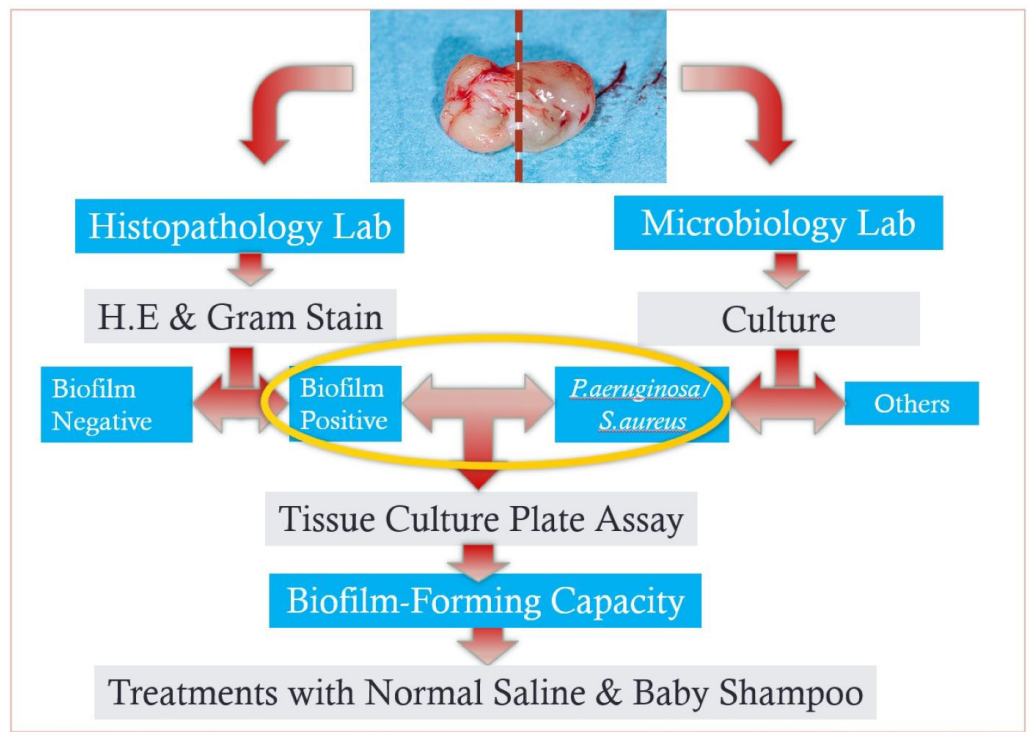 Histopathology Lab
Microbiology Lab
H.E & Gram Stain
Culture
Biofilm
Negative
Biofilm
Positive
P.aeruginosa/
S.aureus
Others
Tissue Culture Plate Assay
Biofilm-Forming Capacity
Treatments with Normal Saline & Baby Shampoo